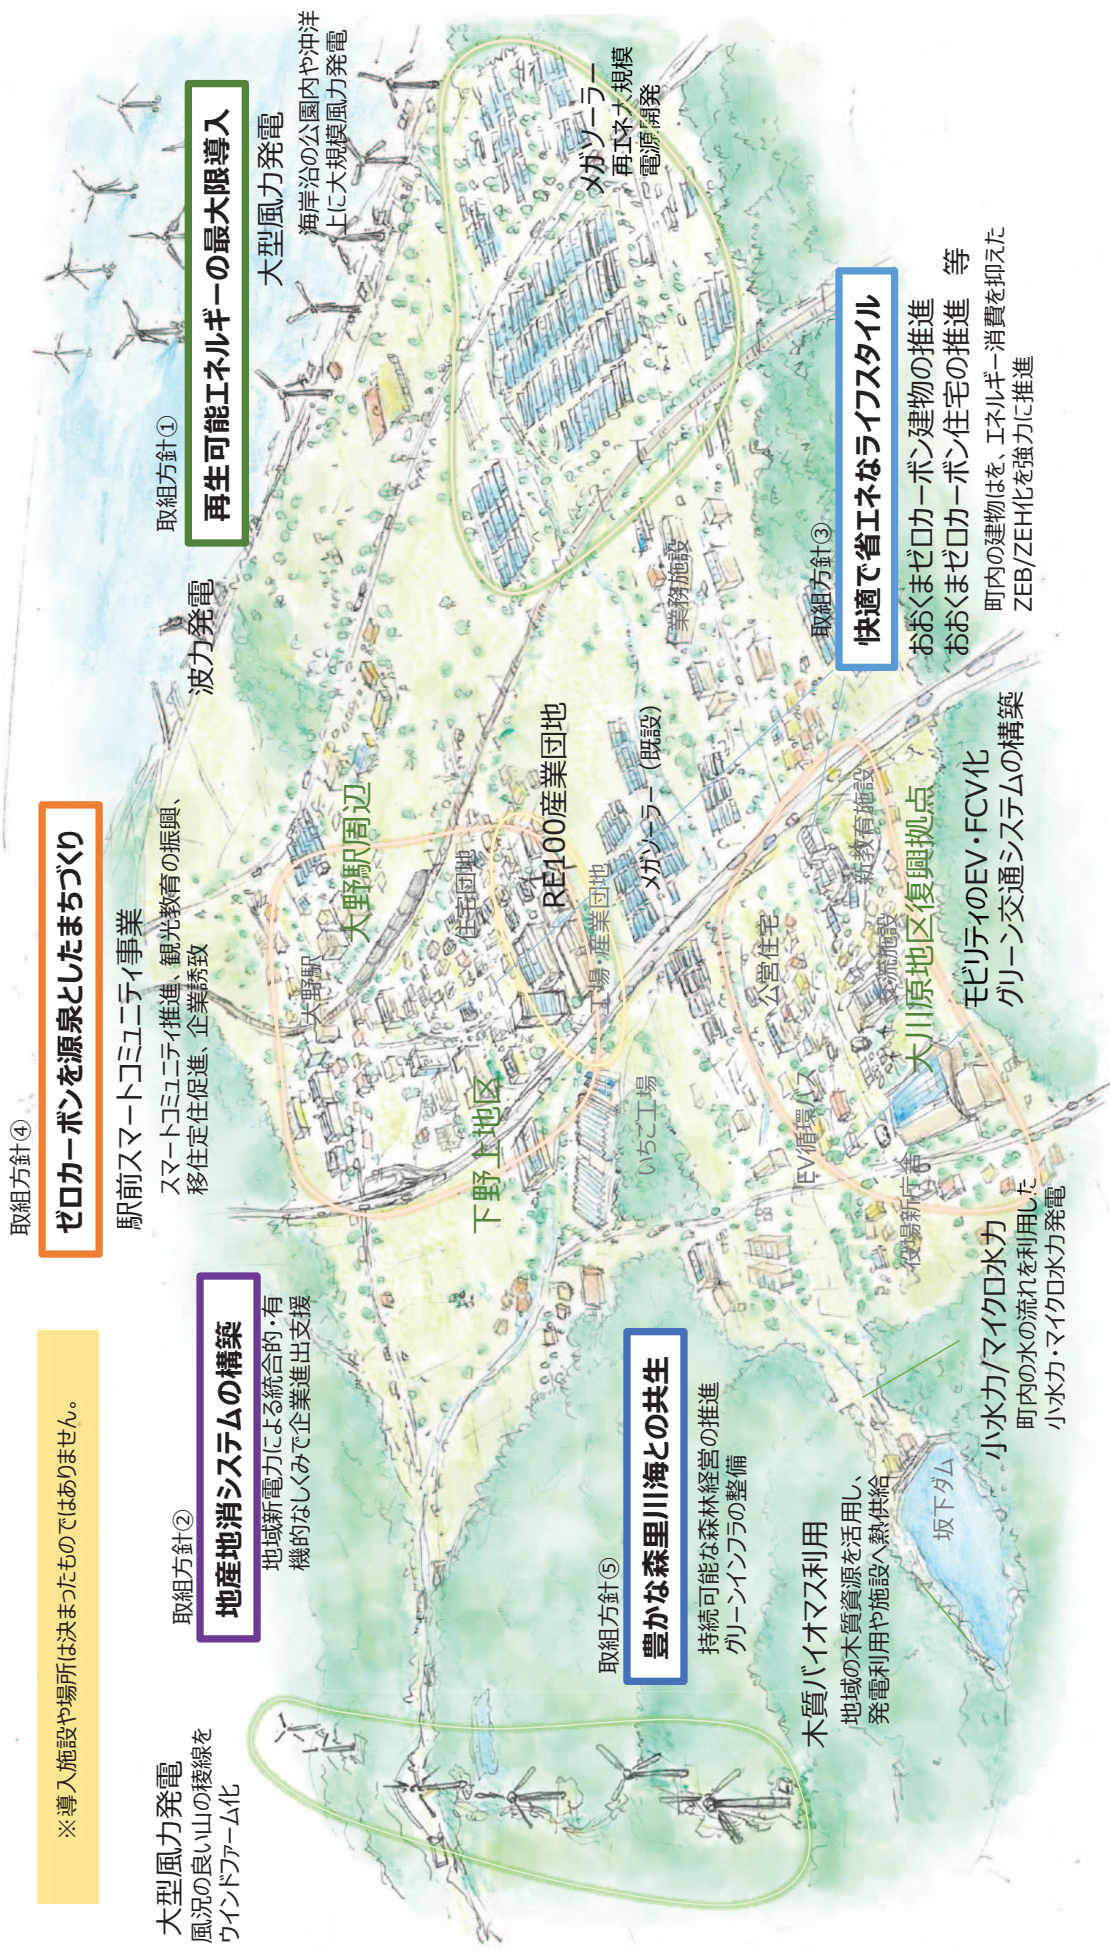 ※導入施設や場所は決まったものではありません。
取組方針④
ゼロカーボンを源泉としたまちづくり
駅前スマートコミュニティ事業
スマートコミュニティ推進、観光教育の振興、
移住定住促進、企業誘致
取組方針①
再生可能エネルギーの最大限導入
大型風力発電
海岸沿の公園内や沖洋
上に大規模風力発電
波力発電
大型風力発電
風況の良い山の稜線を
ウインドファーム化
取組方針②
地産地消システムの構築
地域新電力による統合的・有
機的なしくみで企業進出支援
大野駅
大野駅周辺
下野上地区
住宅団地
RE100産業団地
工場・産業団地
メガソーラー（既設）
業務施設
メガソーラー
再エネ大規模
電源開発
いちご工場
取組方針⑤
豊かな森里川海との共生
持続可能な森林経営の推進
グリーンインフラの整備
木質バイオマス利用
地域の木質資源を活用し、
発電利用や施設へ熱供給
公営住宅
EV循環バス
新教育施設
交流施設
役場新庁舎
大川原地区復興拠点
取組方針③
快適で省エネなライフスタイル
おおくまゼロカーボン建物の推進
おおくまゼロカーボン住宅の推進 等
町内の建物はを、エネルギー消費を抑えた
ZEB/ZEH化を強力に推進
モビリティのEV・FCV化
グリーン交通システムの構築
坂下ダム
小水力/マイクロ水力
町内の水の流れを利用した
小水力・マイクロ水力発電